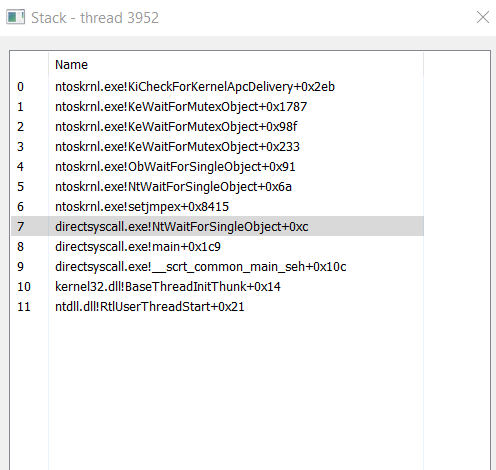 Stack - thread 3952
Name
0 ntoskrnl.exe!KiCheckForKernelApcDelivery+0x2eb
1 ntoskrnl.exe!KeWaitForMutexObject+0x1787
2 ntoskrnl.exe!KeWaitForMutexObject+0x98f
3 ntoskrnl.exe!KeWaitForMutexObject+0x233
4 ntoskrnl.exe!ObWaitForSingleObject+0x91
5 ntoskrnl.exe!NtWaitForSingleObject+0x6a
6 ntoskrnl.exe!setjmpex+0x8415
7 directsyscall.exe!NtWaitForSingleObject+0xc
8 directsyscall.exe!main+0x1c9
9 directsyscall.exe!__scrt_common_main_seh+0x10c
10 kernel32.dll!BaseThreadInitThunk+0x14
11 ntdll.dll!RtlUserThreadStart+0x21